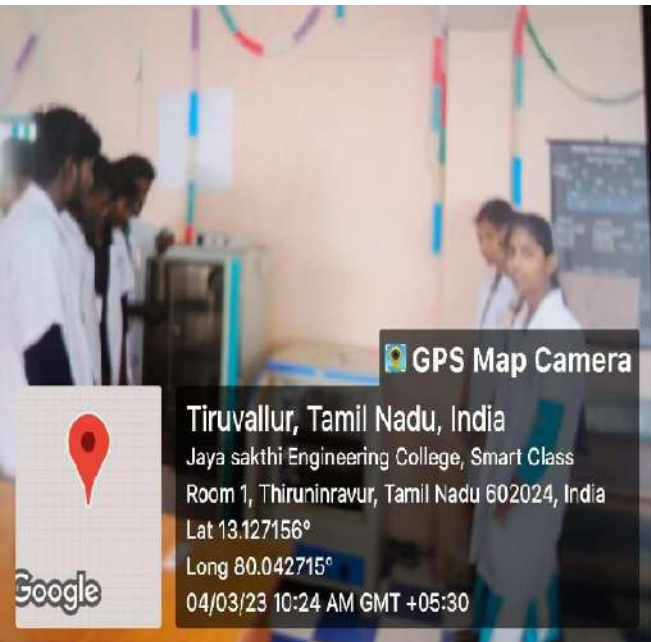 GPS Map Camera
Tiruvallur, Tamil Nadu, India
Jaya sakthi Engineering College, Smart Class
Room 1, Thiruninravur, Tamil Nadu 602024, India
Lat 13.127156°
Long 80.042715°
04/03/23 10:24 AM GMT +05:30
Google